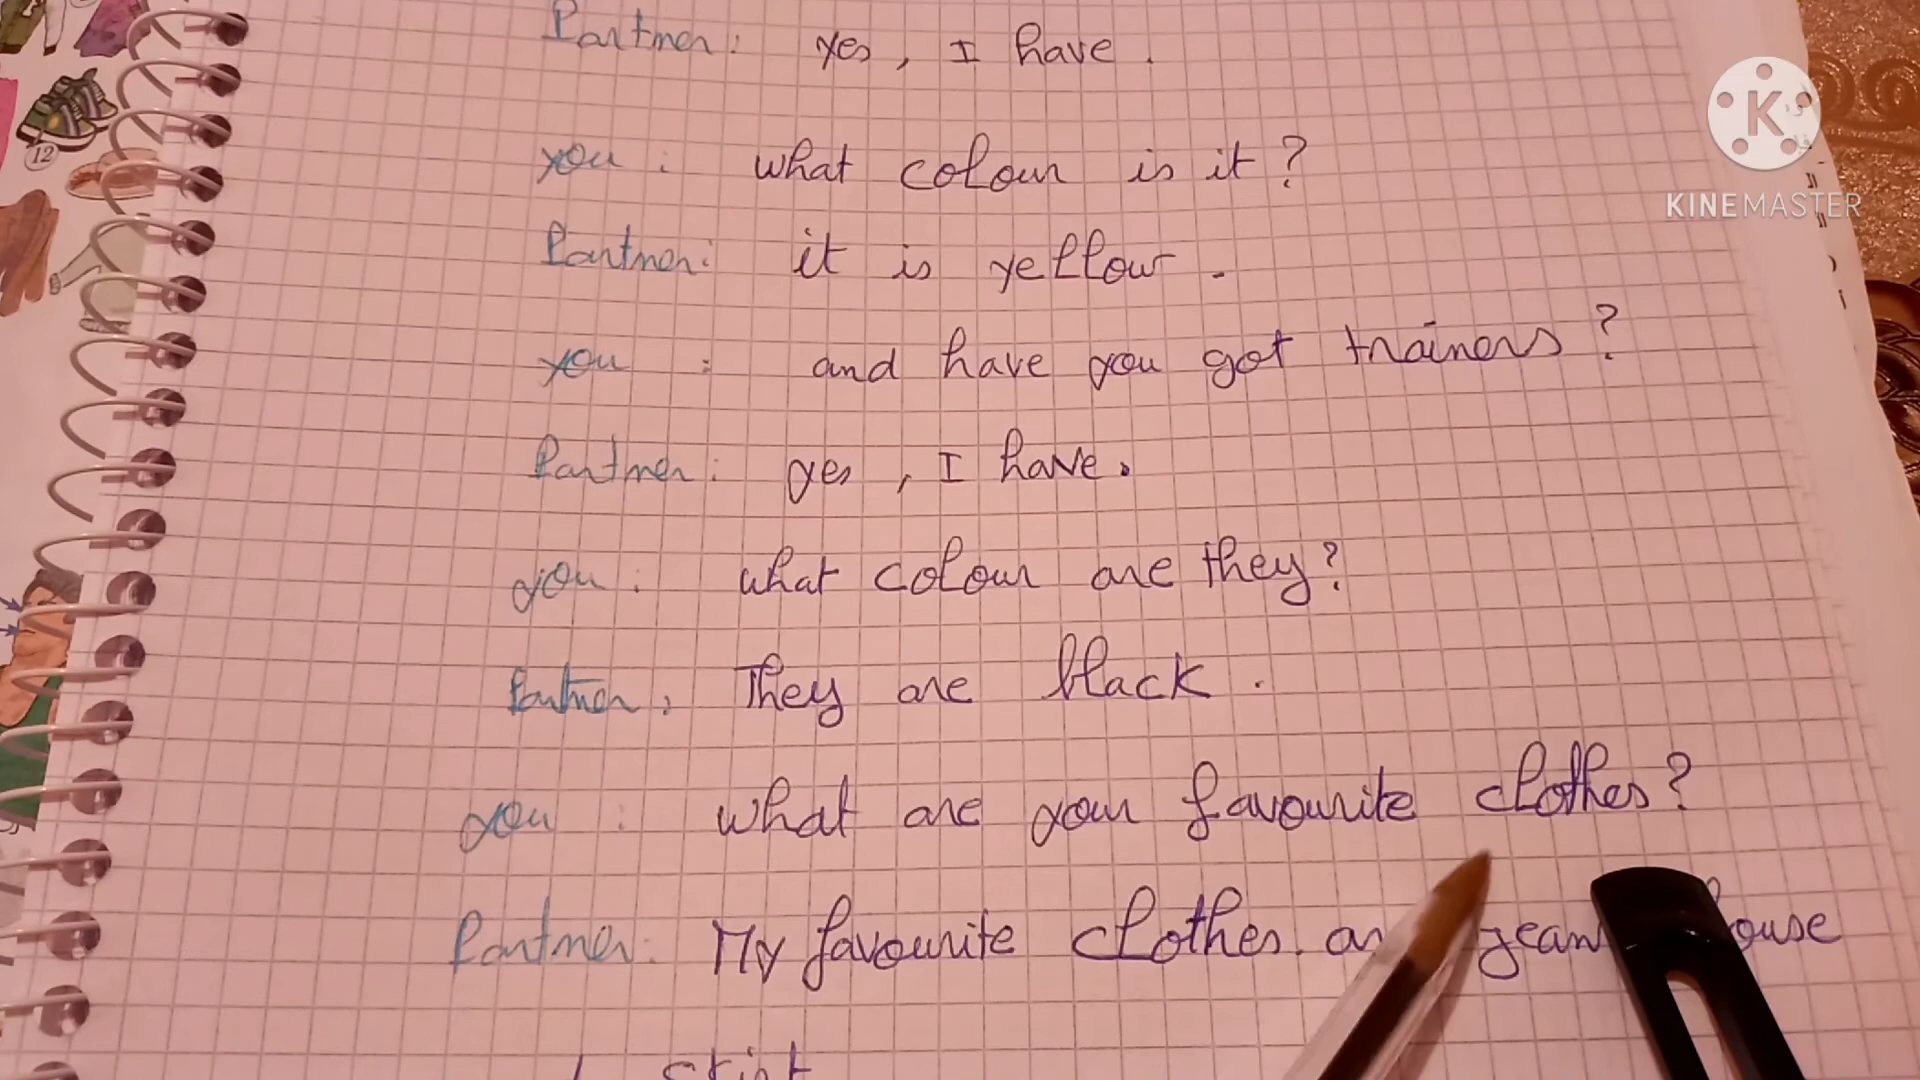 Partner: yes, I have.
KINEMASTER
you: what colour is it?
Partner: it is yellow.
you: and have you got trainers?
Partner: yes, I have.
you: what colour are they?
Partner: They are black.
you: what are your favourite clothes?
Partner: My favourite clothes
skirt
12